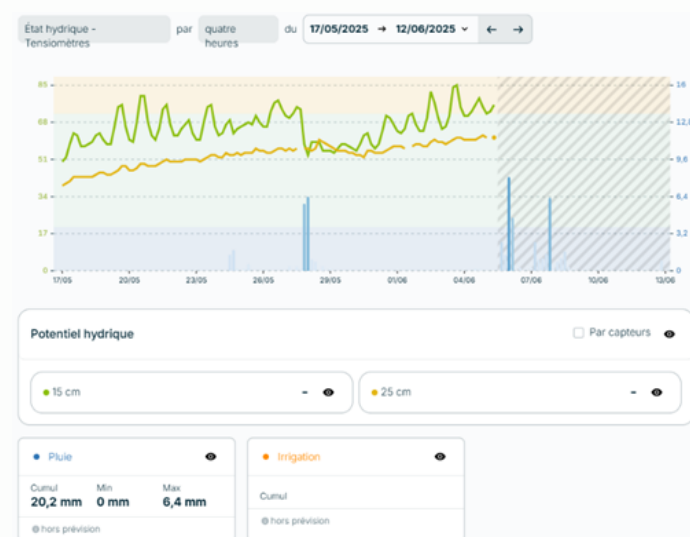 État hydrique - Tensiomètres par quatre heures du 17/05/2025 → 12/06/2025 ← →
85 16
68 12,8
51 9,6
34 6,4
17 3,2
0 0
17/05 20/05 23/05 26/05 29/05 01/06 04/06 07/06 10/06 13/06
Potentiel hydrique Par capteurs
15 cm - 25 cm -
Pluie Irrigation
Cumul Min Max
20,2 mm 0 mm 6,4 mm
Cumul
hors prévision
hors prévision